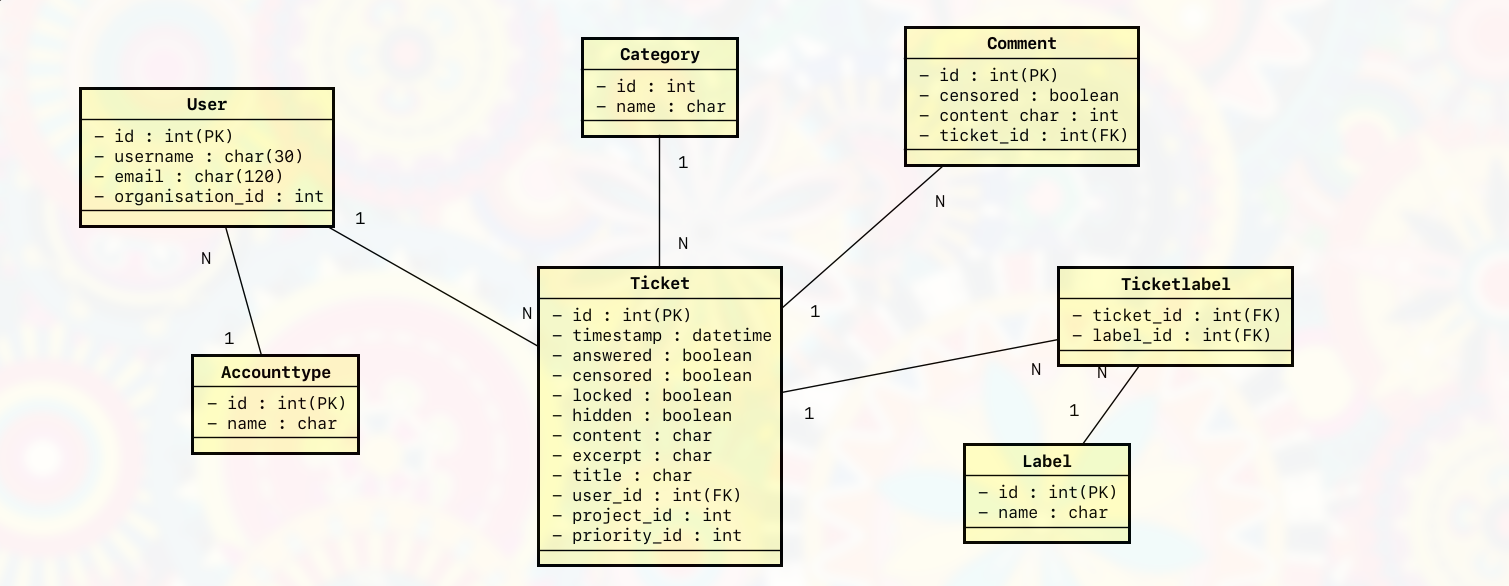 User
– id : int(PK)
– username : char(30)
– email : char(120)
– organisation_id : int
Category
– id : int
– name : char
Comment
– id : int(PK)
– censored : boolean
– content char : int
– ticket_id : int(FK)
1
N
1
N
1
N
N
1
Accounttype
– id : int(PK)
– name : char
Ticket
– id : int(PK)
– timestamp : datetime
– answered : boolean
– censored : boolean
– locked : boolean
– hidden : boolean
– content : char
– excerpt : char
– title : char
– user_id : int(FK)
– project_id : int
– priority_id : int
Ticketlabel
– ticket_id : int(FK)
– label_id : int(FK)
N
N
1
1
Label
– id : int(PK)
– name : char